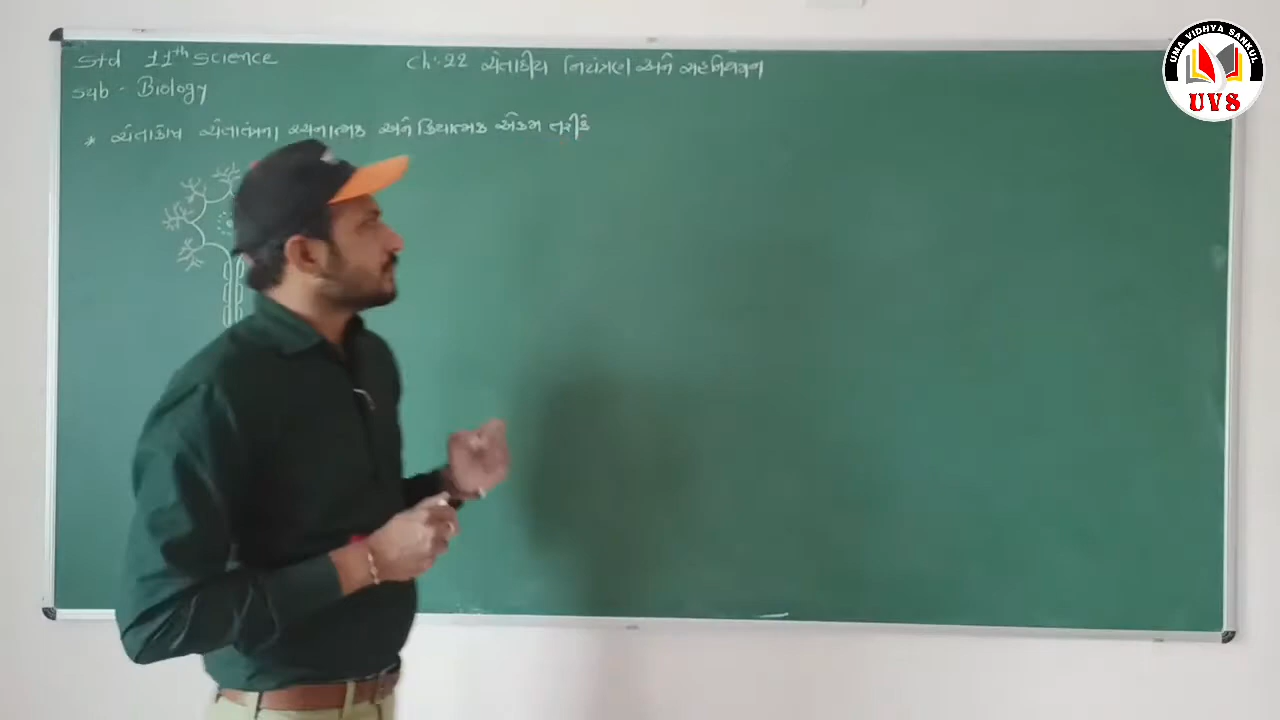 Std 11th Science
Ch:-22 ચેતાકીય નિયંત્રણ અને સહનિયમન
Sub - Biology
* ચેતાકોષ ચેતાતંત્રના રચનાત્મક અને ક્રિયાત્મક એકમ તરીકે
UMA VIDHYA SANKUL
UVS